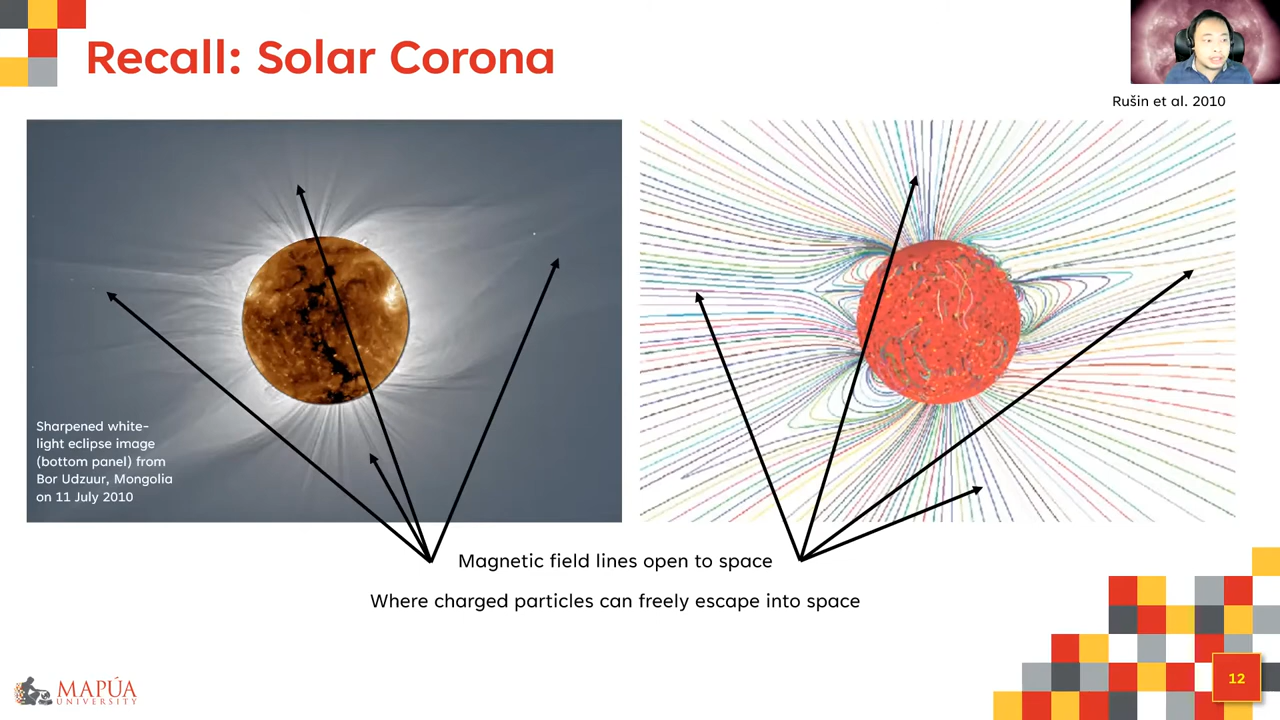 Recall: Solar Corona
Rušin et al. 2010
Sharpened white-
light eclipse image
(bottom panel) from
Bor Udzuur, Mongolia
on 11 July 2010
Magnetic field lines open to space
Where charged particles can freely escape into space
MAPÚA
UNIVERSITY
12